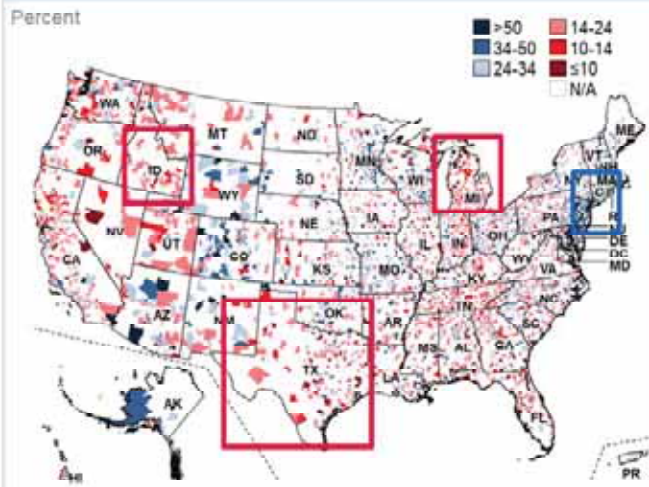 Percent
>50
14-24
34-50
10-14
24-34
≤10
N/A
WA
MT
ND
MN
ME
OR
ID
WI
VT
NH
MA
MI
SD
WY
IA
PA
NE
NV
UT
CO
IL
IN
OH
DE
DC
MD
CA
KS
MO
WV
VA
KY
NC
TN
AZ
NM
OK
AR
SC
MS
AL
GA
TX
LA
FL
AK
HI
PR